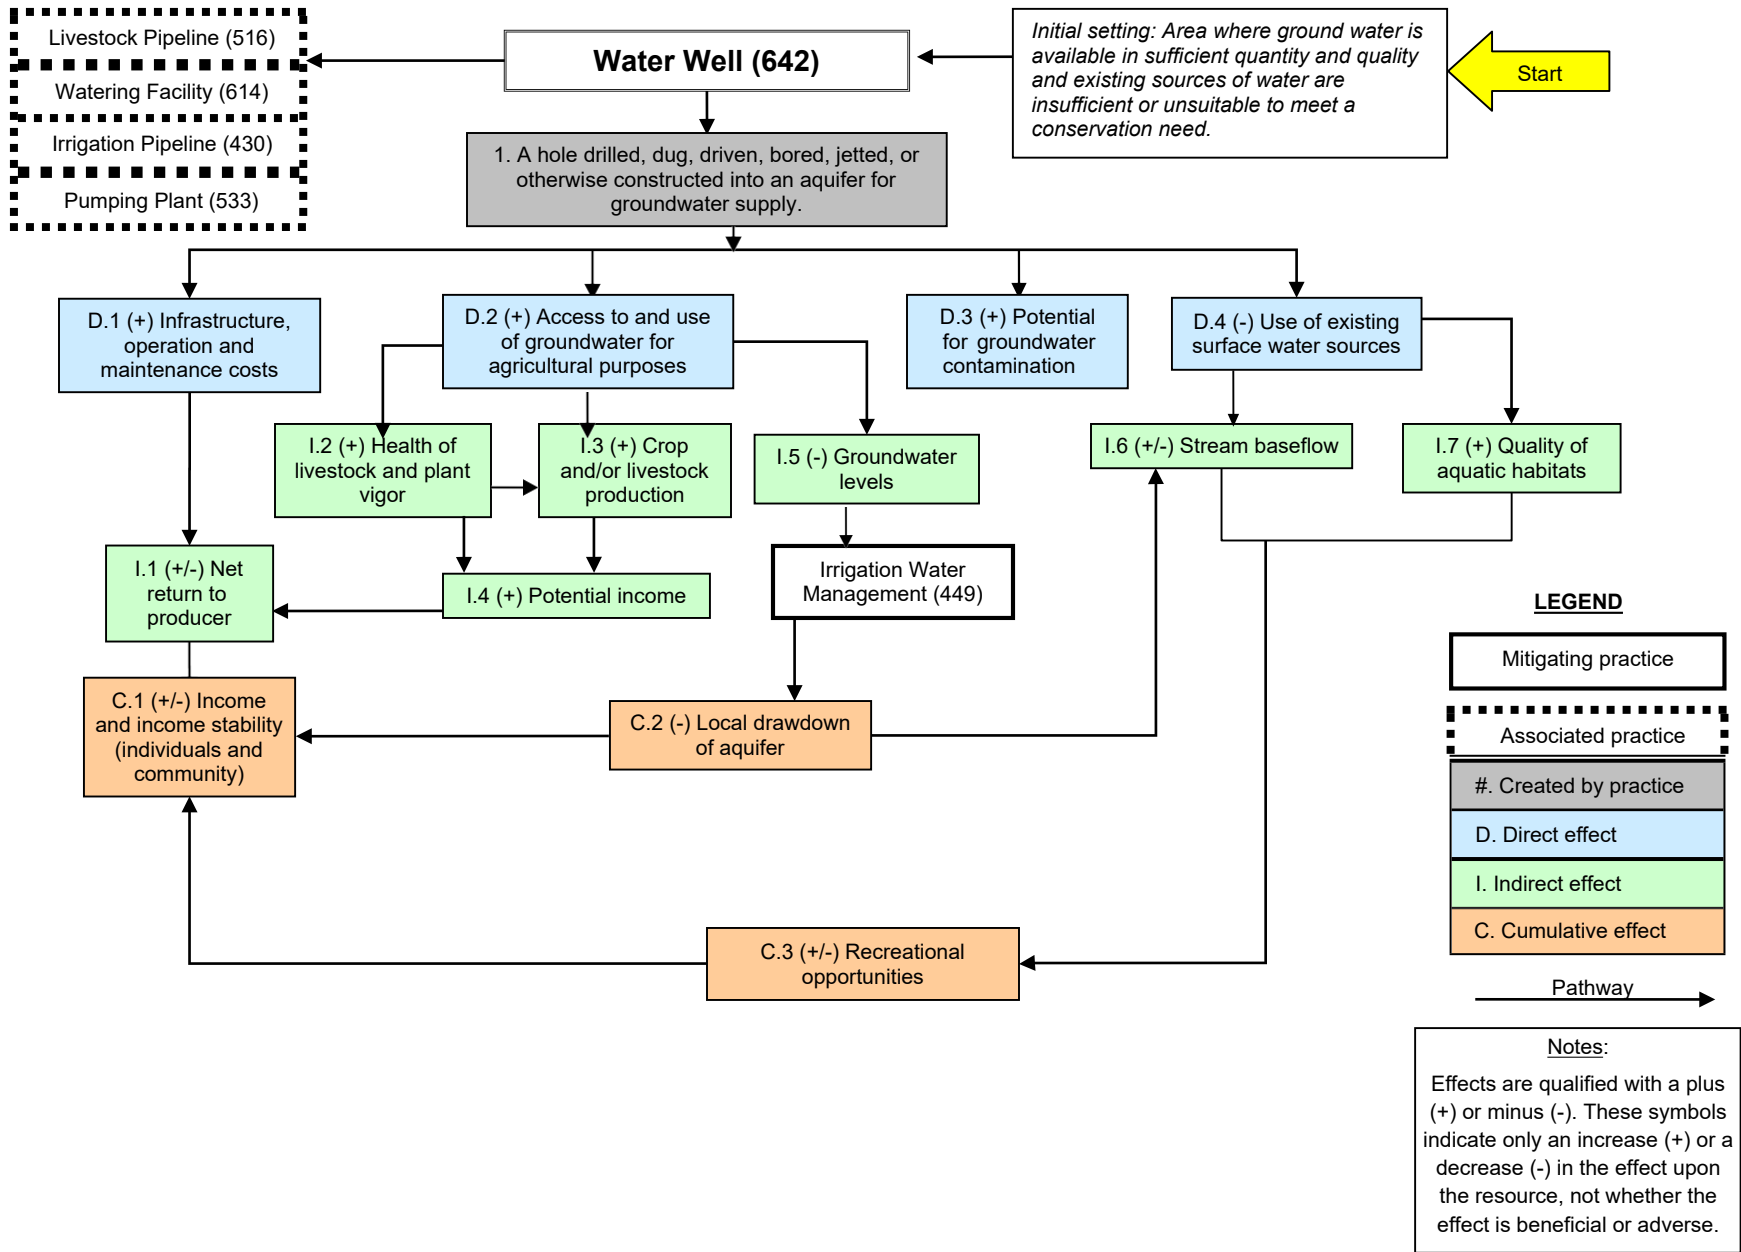 Livestock Pipeline (516)
Watering Facility (614)
Irrigation Pipeline (430)
Pumping Plant (533)
Water Well (642)
Initial setting: Area where ground water is
available in sufficient quantity and quality
and existing sources of water are
insufficient or unsuitable to meet a
conservation need.
Start
1. A hole drilled, dug, driven, bored, jetted, or
otherwise constructed into an aquifer for
groundwater supply.
D.1 (+) Infrastructure,
operation and
maintenance costs
D.2 (+) Access to and use
of groundwater for
agricultural purposes
D.3 (+) Potential
for groundwater
contamination
D.4 (-) Use of existing
surface water sources
I.2 (+) Health of
livestock and plant
vigor
I.3 (+) Crop
and/or livestock
production
I.5 (-) Groundwater
levels
I.6 (+/-) Stream baseflow
I.7 (+) Quality of
aquatic habitats
I.1 (+/-) Net
return to
producer
I.4 (+) Potential income
Irrigation Water
Management (449)
C.1 (+/-) Income
and income stability
(individuals and
community)
C.2 (-) Local drawdown
of aquifer
C.3 (+/-) Recreational
opportunities
LEGEND
Mitigating practice
Associated practice
#. Created by practice
D. Direct effect
I. Indirect effect
C. Cumulative effect
Pathway
Notes:
Effects are qualified with a plus
(+) or minus (-). These symbols
indicate only an increase (+) or a
decrease (-) in the effect upon
the resource, not whether the
effect is beneficial or adverse.